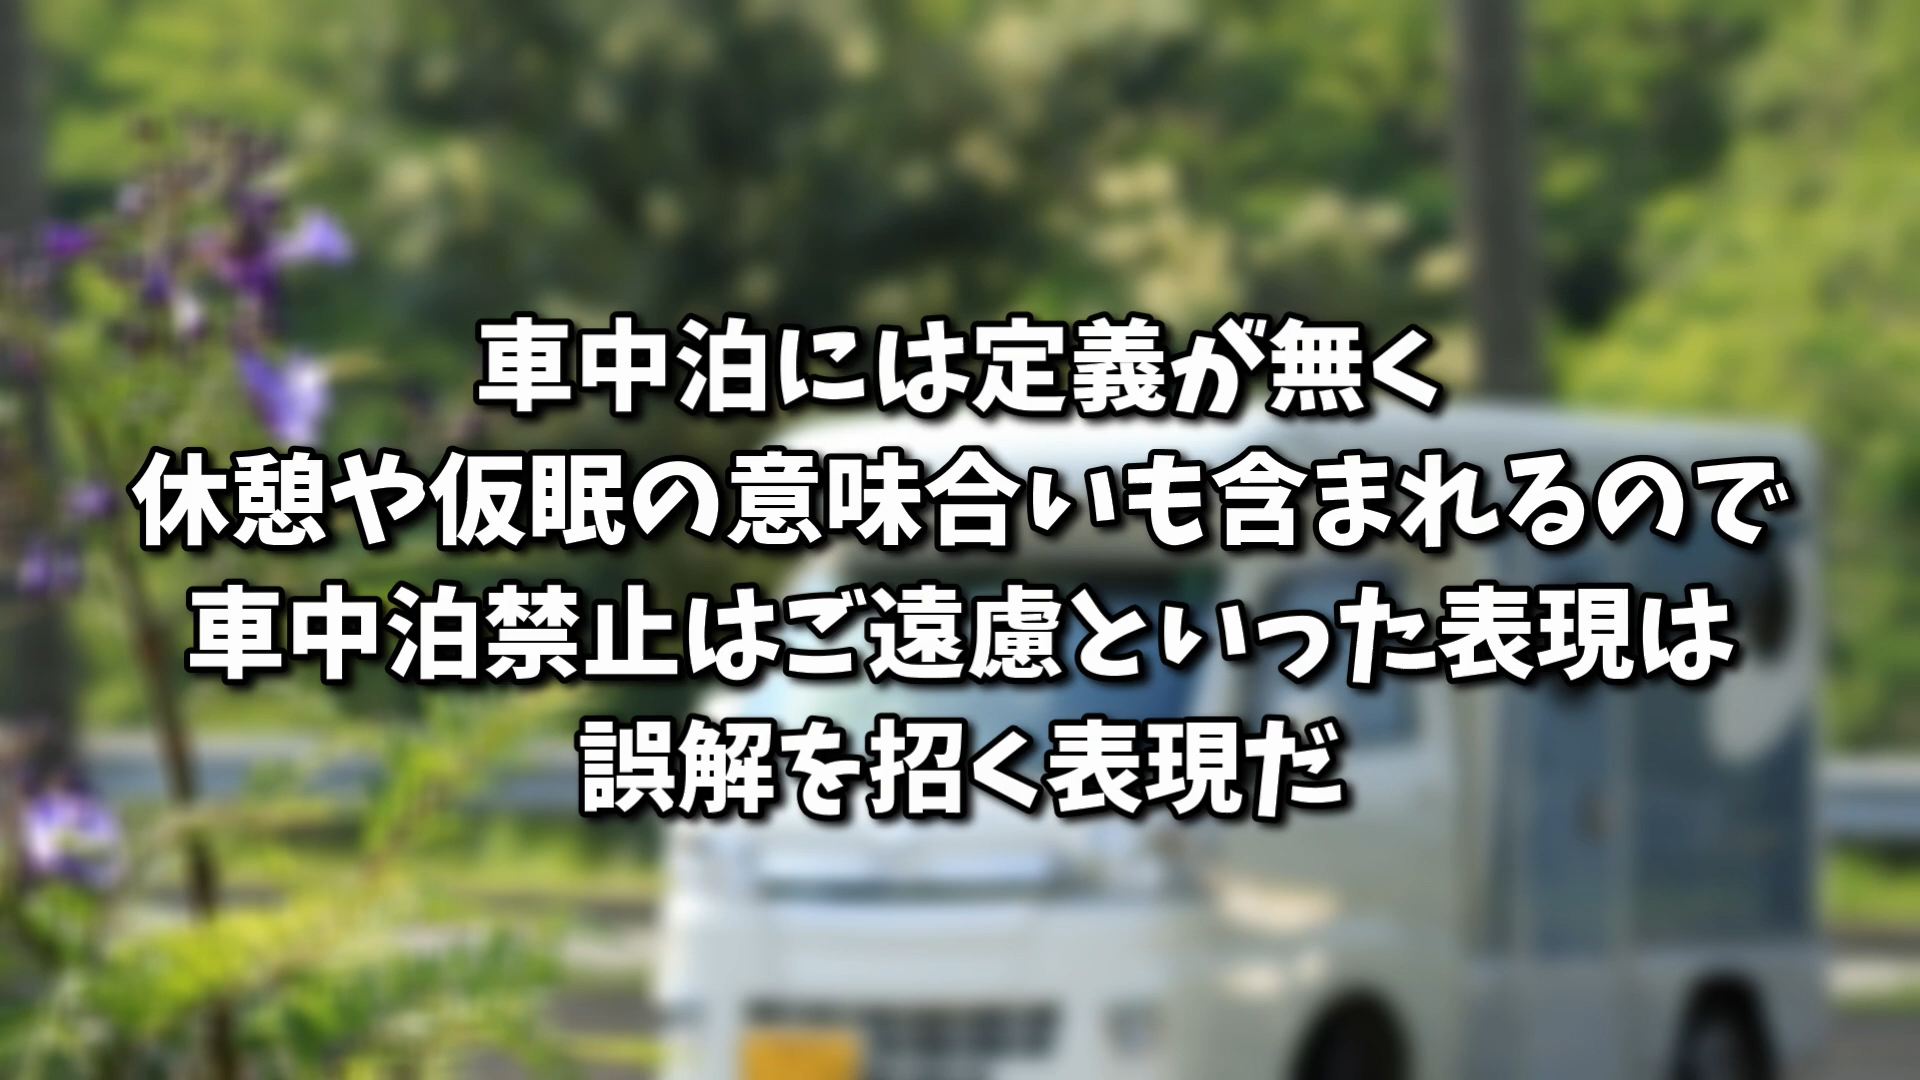 車中泊には定義が無く
休憩や仮眠の意味合いも含まれるので
車中泊禁止はご遠慮といった表現は
誤解を招く表現だ